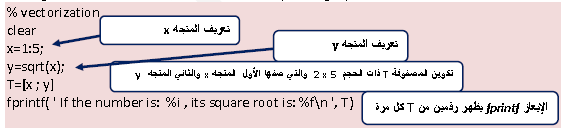 % vectorization
clear
تعريف المتجه x
x=1:5;
تعريف المتجه y
y=sqrt(x);
تكوين المصفوفة T ذات الحجم 2 x 5 والتي صفها الأول المتجه x والثاني المتجه y
T=[x ; y]
fprintf( ' If the number is: %i , its square root is: %f\n ', T)
الإيعاز fprintf يظهر رقمين من T كل مرة